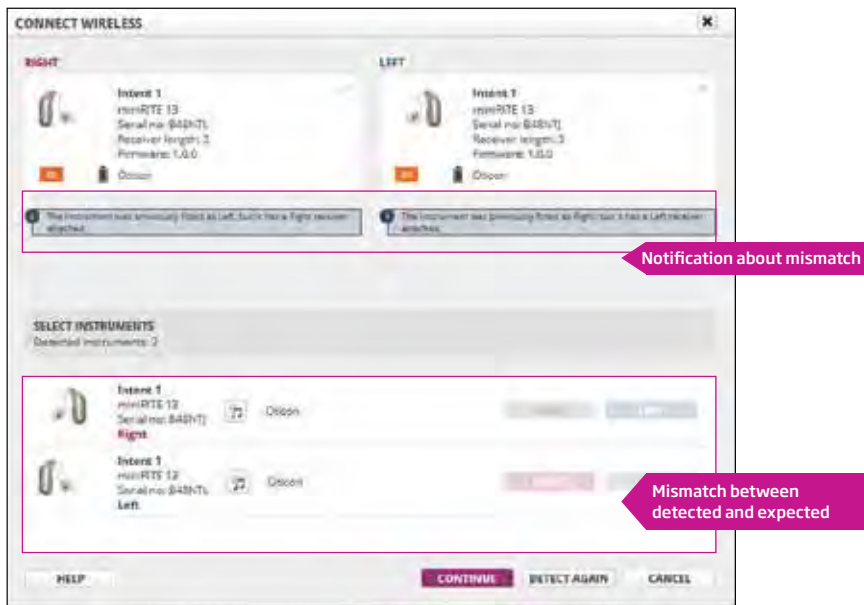 CONNECT WIRELESS
RIGHT
LEFT
Intent 1
miniRITE 13
Serial no: B48NTL
Receiver length: 3
Firmware: 1.0.0
Oticon
Intent 1
miniRITE 13
Serial no: B48NTJ
Receiver length: 3
Firmware: 1.0.0
Oticon
The instrument was previously fitted as Left, but it has a Right receiver
attached.
The instrument was previously fitted as Right, but it has a Left receiver
attached.
Notification about mismatch
SELECT INSTRUMENTS
Detected instruments: 2
Intent 1
miniRITE 13
Serial no: B48NTJ
Right
Oticon
Intent 1
miniRITE 13
Serial no: B48NTL
Left
Oticon
Mismatch between
detected and expected
HELP
CONTINUE
DETECT AGAIN
CANCEL